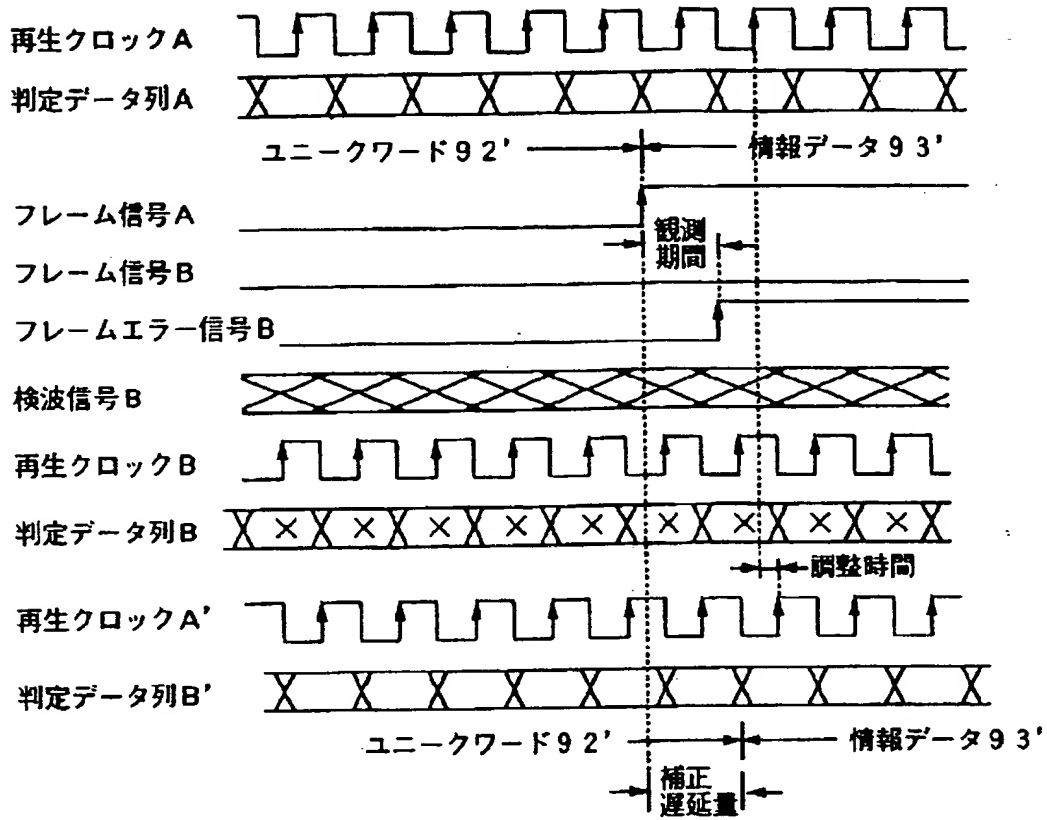 再生クロックA
判定データ列A
ユニークワード92' 情報データ93'
フレーム信号A
観測
期間
フレーム信号B
フレームエラー信号B
検波信号B
再生クロックB
判定データ列B
調整時間
再生クロックA'
判定データ列B'
ユニークワード92' 情報データ93'
補正
遅延量